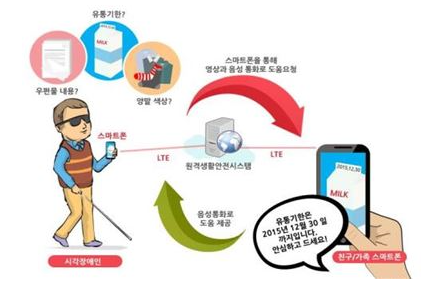 유통기한?
MILK
우편물 내용?
양말 색상?
스마트폰을 통해
영상과 음성 통화로 도움요청
스마트폰
LTE
LTE
원격생활안전시스템
2015.12.30
MILK
음성통화로
도움 제공
유통기한은
2015년 12월 30 일
까지입니다.
안심하고 드세요!
시각장애인
친구/가족 스마트폰